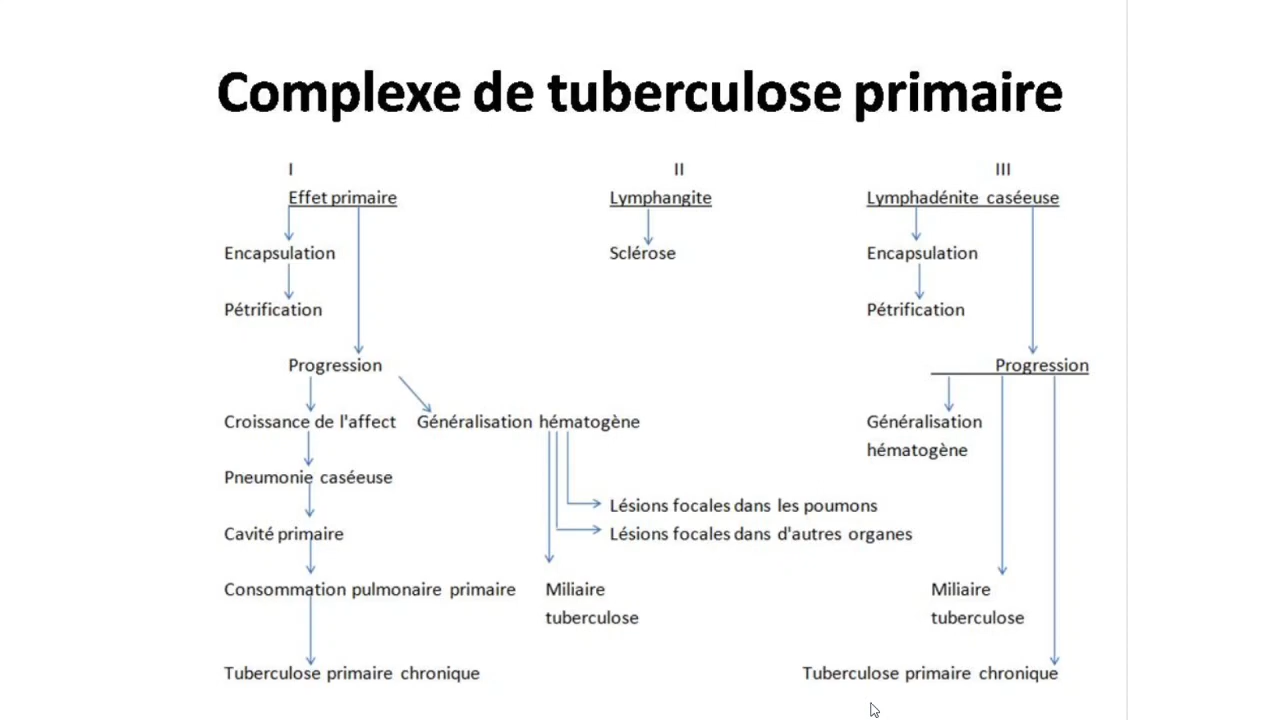 Complexe de tuberculose primaire
I II III
Effet primaire Lymphangite Lymphadénite caséeuse
Encapsulation Sclérose Encapsulation
Pétrification Pétrification
Progression Progression
Croissance de l'affect Généralisation hématogène Généralisation
hématogène
Pneumonie caséeuse
Lésions focales dans les poumons
Cavité primaire Lésions focales dans d'autres organes
Consommation pulmonaire primaire Miliaire Miliaire
tuberculose tuberculose
Tuberculose primaire chronique Tuberculose primaire chronique